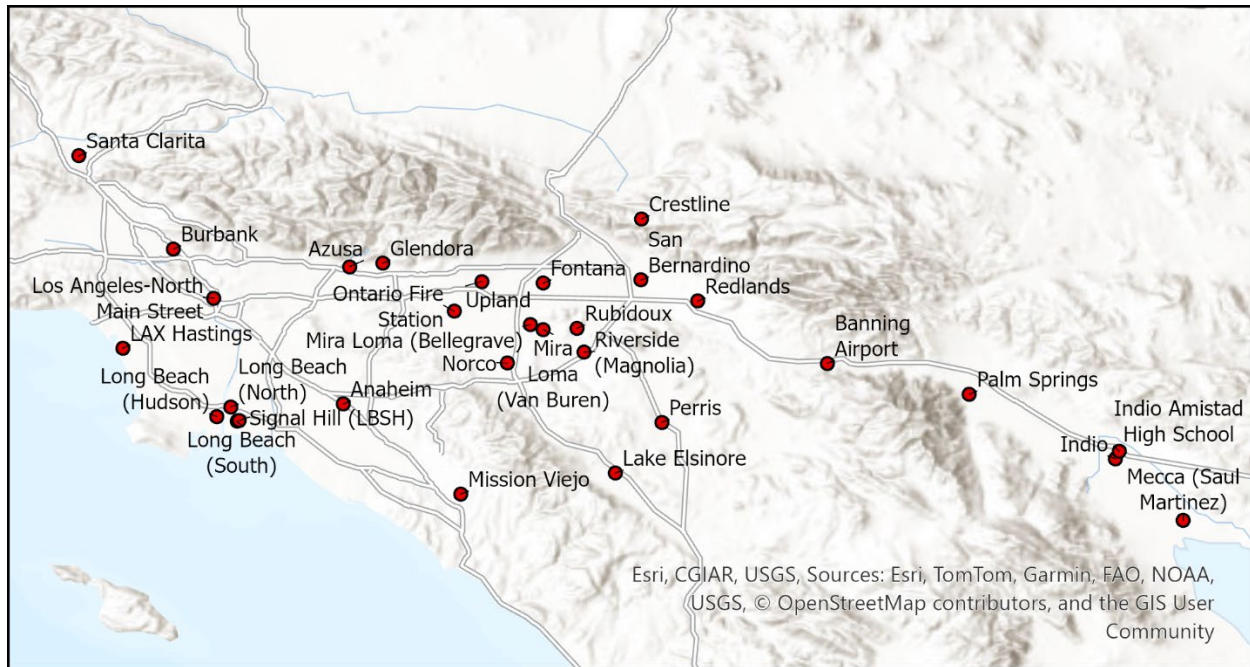 Santa Clarita
Crestline
San
Bernardino
Burbank
Azusa
Glendora
Fontana
Redlands
Los Angeles-North
Main Street
Ontario Fire
Station
Upland
Rubidoux
LAX Hastings
Mira Loma (Bellegrave)
Mira
Loma
(Van Buren)
Riverside
(Magnolia)
Banning
Airport
Norco
Long Beach
(Hudson)
Long Beach
(North)
Anaheim
Signal Hill (LBSH)
Long Beach
(South)
Perris
Palm Springs
Indio Amistad
High School
Indio
Lake Elsinore
Mission Viejo
Mecca (Saul
Martinez)
Esri, CGIAR, USGS, Sources: Esri, TomTom, Garmin, FAO, NOAA,
USGS, © OpenStreetMap contributors, and the GIS User
Community